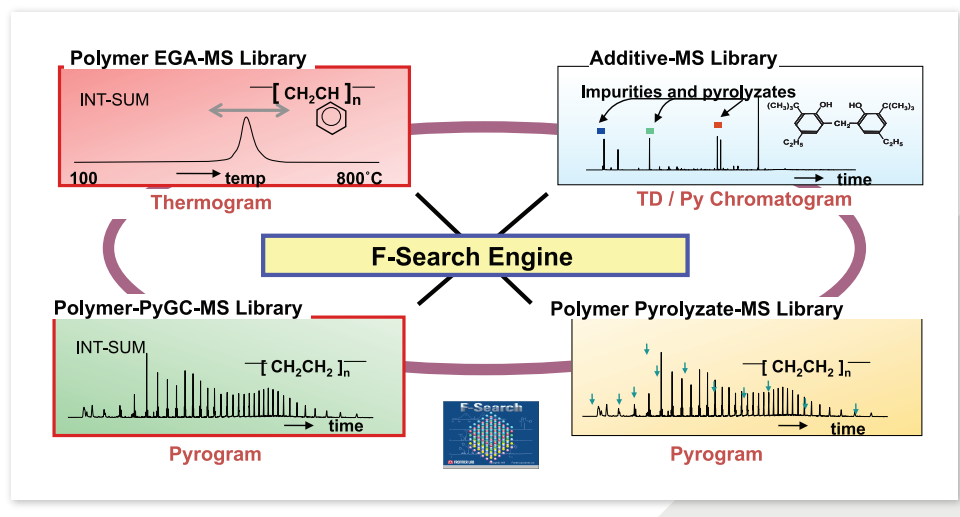 Polymer EGA-MS Library
INT-SUM
[ CH₂CH ]n
100
temp
800˚C
Thermogram
Additive-MS Library
Impurities and pyrolyzates
(CH₃)₃C
OH
HO
C(CH₃)₃
CH₂
C₂H₅
C₂H₅
time
TD / Py Chromatogram
F-Search Engine
Polymer-PyGC-MS Library
INT-SUM
[ CH₂CH₂ ]n
time
Pyrogram
F-Search
Polymer Pyrolyzate-MS Library
[ CH₂CH₂ ]n
time
Pyrogram